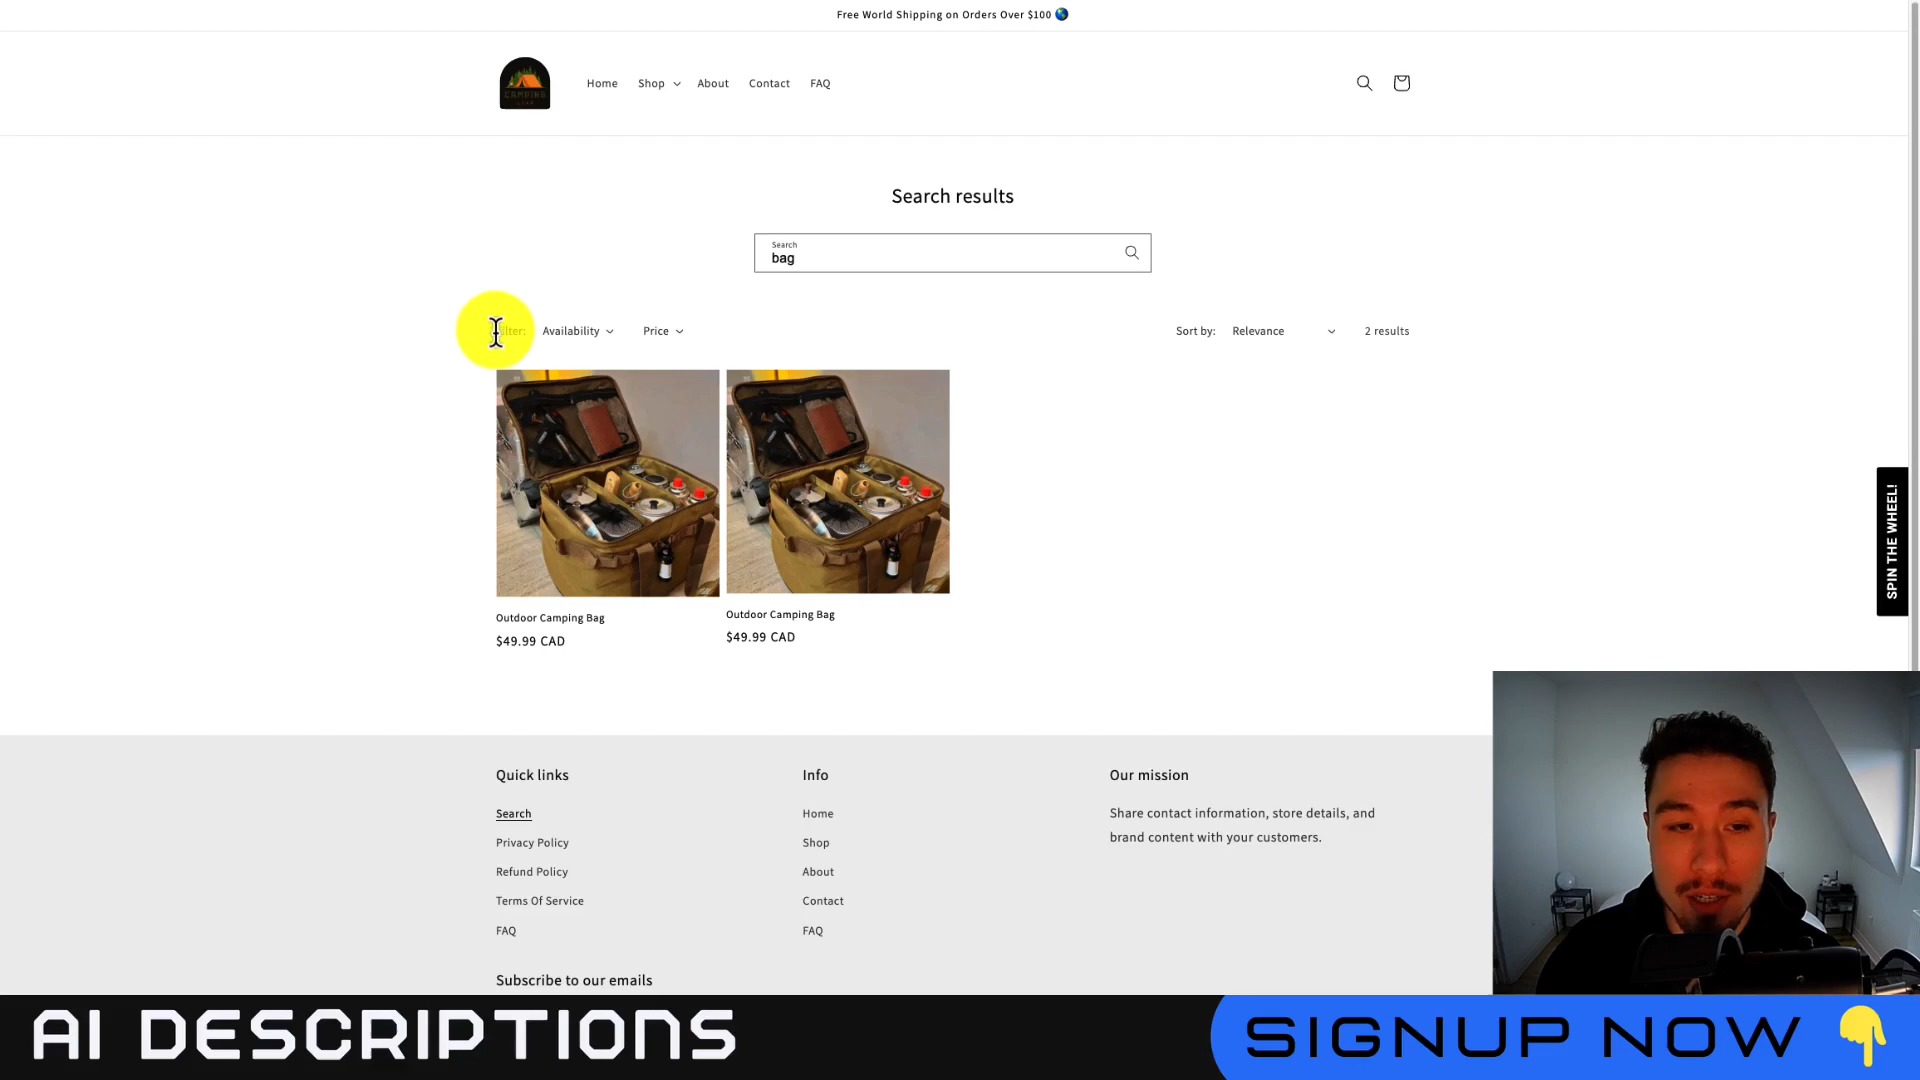 Free World Shipping on Orders Over $100 🌎
CAMPING
Home Shop About Contact FAQ
Search results
Search
bag
Availability Price
Sort by: Relevance 2 results
Outdoor Camping Bag
$49.99 CAD
Outdoor Camping Bag
$49.99 CAD
SPIN THE WHEEL!
Quick links
Search
Privacy Policy
Refund Policy
Terms Of Service
FAQ
Info
Home
Shop
About
Contact
FAQ
Our mission
Share contact information, store details, and
brand content with your customers.
Subscribe to our emails
AI DESCRIPTIONS
SIGNUP NOW